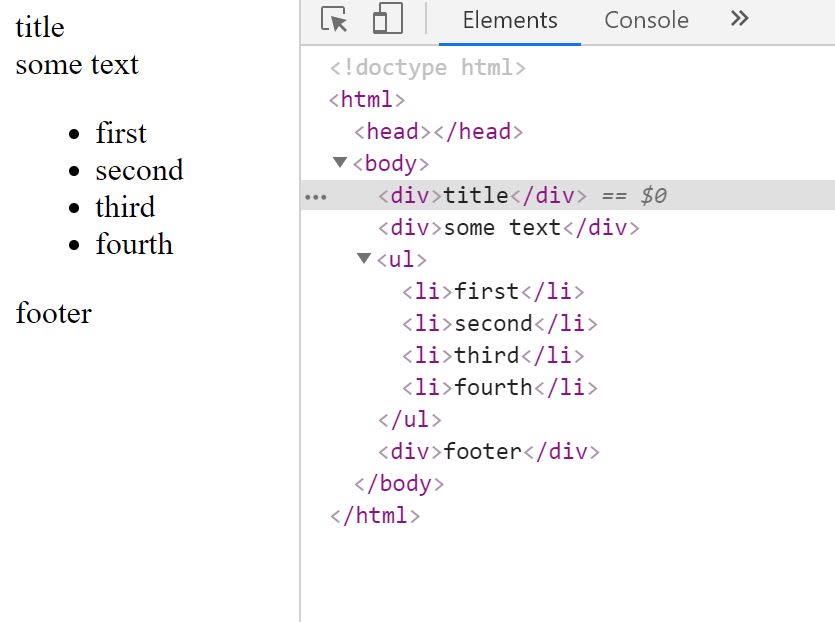 title
some text
• first
• second
• third
• fourth
footer
Elements Console »
<!doctype html>
<html>
<head></head>
▼<body>
••• <div>title</div> == $0
<div>some text</div>
▼<ul>
<li>first</li>
<li>second</li>
<li>third</li>
<li>fourth</li>
</ul>
<div>footer</div>
</body>
</html>